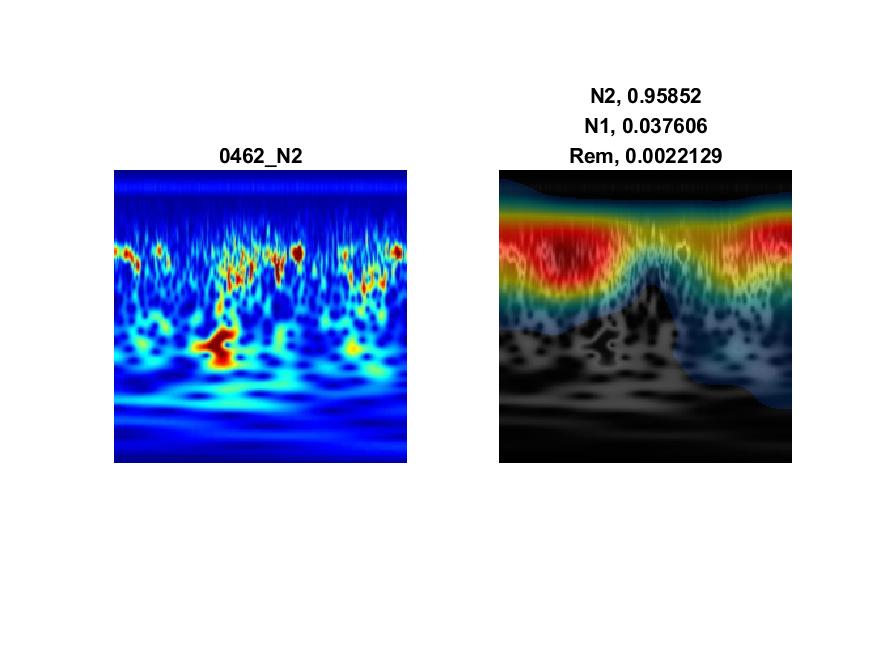 0462_N2
N2, 0.95852
N1, 0.037606
Rem, 0.0022129